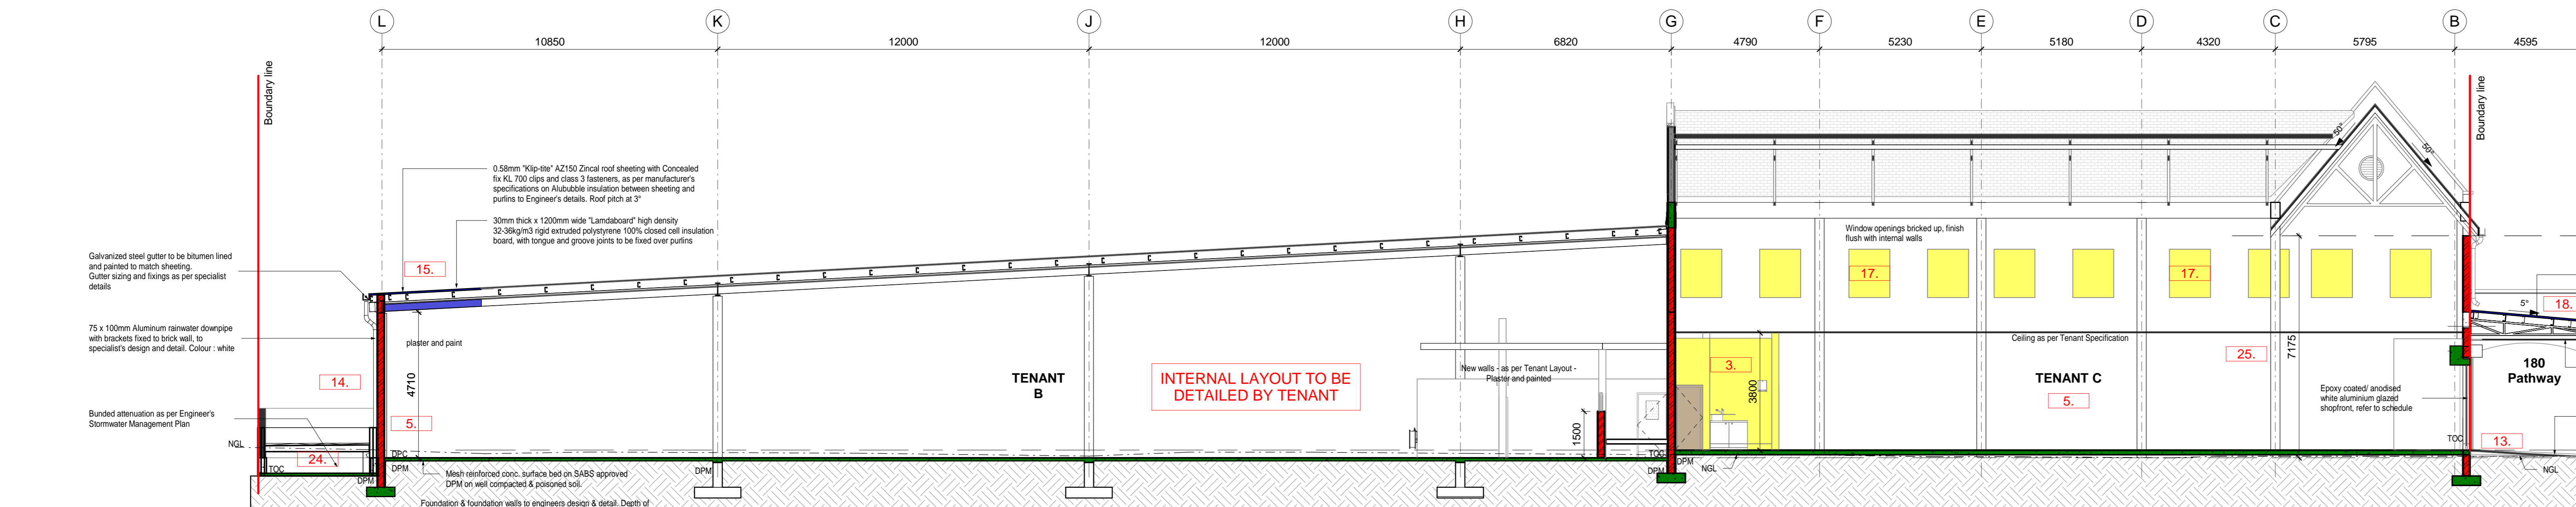 L K J H G F E D C B
10850 12000 12000 6820 4790 5230 5180 4320 5795 4595
Boundary line
Boundary line
50°
50°
0.58mm "Klip-tite" AZ150 Zincal roof sheeting with Concealed
fix KL 700 clips and class 3 fasteners, as per manufacturer's
specifications on Alububble insulation between sheeting and
purlins to Engineer's details. Roof pitch at 3°
30mm thick x 1200mm wide "Lamdaboard" high density
32-36kg/m3 rigid extruded polystyrene 100% closed cell insulation
board, with tongue and groove joints to be fixed over purlins
Window openings bricked up, finish
flush with internal walls
Galvanized steel gutter to be bitumen lined
and painted to match sheeting.
Gutter sizing and fixings as per specialist
details
15.
17.
17.
5°
18.
75 x 100mm Aluminum rainwater downpipe
with brackets fixed to brick wall, to
specialist's design and detail. Colour : white
plaster and paint
Ceiling as per Tenant Specification
7175
14.
4710
TENANT
B
INTERNAL LAYOUT TO BE
DETAILED BY TENANT
New walls - as per Tenant Layout -
Plaster and painted
3.
3800
25.
TENANT C
5.
180
Pathway
Epoxy coated/ anodised
white aluminium glazed
shopfront, refer to schedule
Bunded attenuation as per Engineer's
Stormwater Management Plan
5.
1500
NGL
TOC
24.
DPM
DPC
DPM
Mesh reinforced conc. surface bed on SABS approved
DPM on well compacted & poisoned soil.
DPM
TOC
DPM
DPM
NGL
TOC
13.
NGL
Foundation & foundation walls to engineers design & detail. Depth of